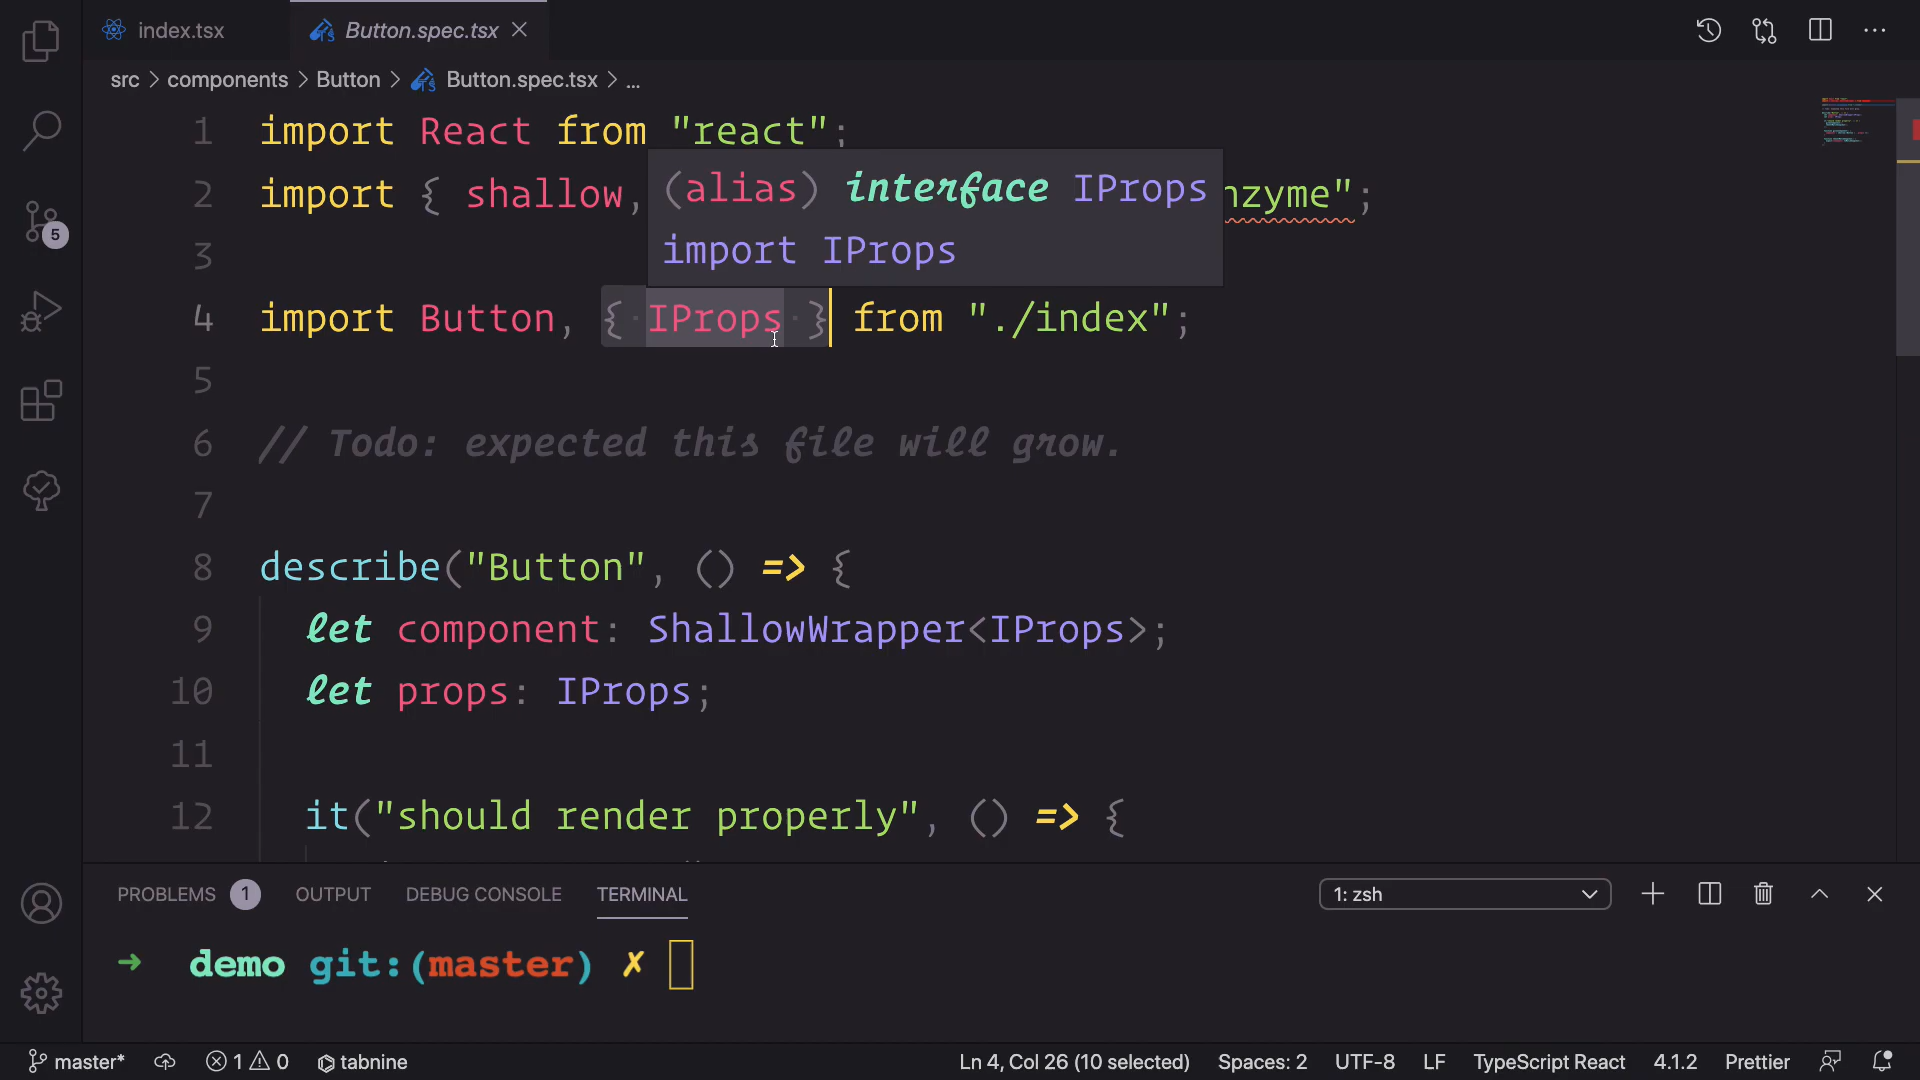 index.tsx
Button.spec.tsx
src > components > Button > Button.spec.tsx > ...
1 import React from "react";
2 import { shallow, nzyme";
(alias) interface IProps
import IProps
3
4 import Button, { IProps } from "./index";
5
6 // Todo: expected this file will grow.
7
8 describe("Button", () => {
9 let component: ShallowWrapper<IProps>;
10 let props: IProps;
11
12 it("should render properly", () => {
5
PROBLEMS 1 OUTPUT DEBUG CONSOLE TERMINAL 1: zsh
→ demo git:(master) ✗
master* 1 0 tabnine Ln 4, Col 26 (10 selected) Spaces: 2 UTF-8 LF TypeScript React 4.1.2 Prettier